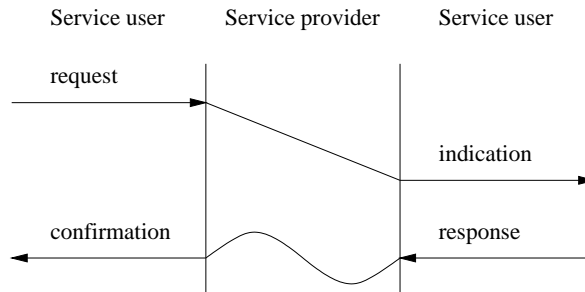 Service user Service provider Service user
request
indication
confirmation response